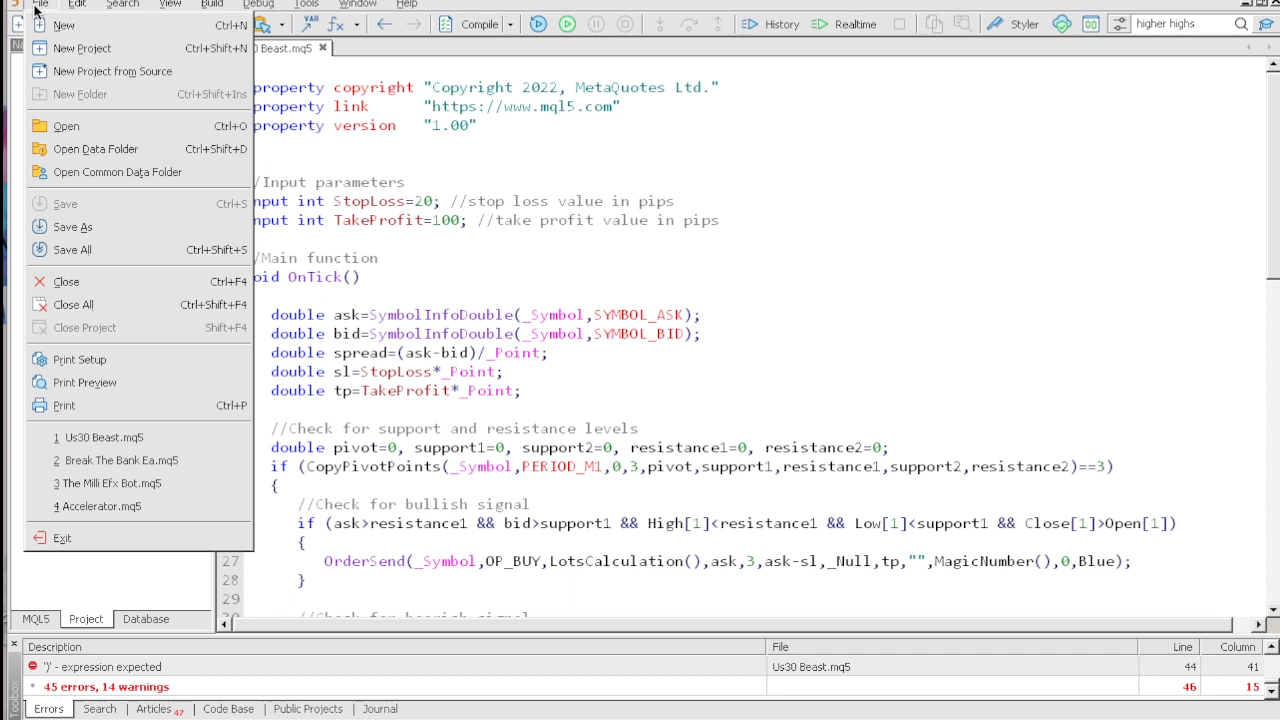 File Edit Search View Build Debug Tools Window Help
VAR fx Compile History Realtime Styler higher highs
New Ctrl+N
New Project Ctrl+Shift+N
New Project from Source
New Folder Ctrl+Shift+Ins
Open Ctrl+O
Open Data Folder Ctrl+Shift+D
Open Common Data Folder
Save Ctrl+S
Save As
Save All Ctrl+Shift+S
Close Ctrl+F4
Close All Ctrl+Shift+F4
Close Project Shift+F4
Print Setup
Print Preview
Print Ctrl+P
1 Us30 Beast.mq5
2 Break The Bank Ea.mq5
3 The Milli Efx Bot.mq5
4 Accelerator.mq5
Exit
MQL5 Project Database
0 Beast.mq5
property copyright "Copyright 2022, MetaQuotes Ltd."
property link "https://www.mql5.com"
property version "1.00"
/Input parameters
nput int StopLoss=20; //stop loss value in pips
nput int TakeProfit=100; //take profit value in pips
/Main function
oid OnTick()
double ask=SymbolInfoDouble(_Symbol,SYMBOL_ASK);
double bid=SymbolInfoDouble(_Symbol,SYMBOL_BID);
double spread=(ask-bid)/_Point;
double sl=StopLoss*_Point;
double tp=TakeProfit*_Point;
//Check for support and resistance levels
double pivot=0, support1=0, support2=0, resistance1=0, resistance2=0;
if (CopyPivotPoints(_Symbol,PERIOD_M1,0,3,pivot,support1,resistance1,support2,resistance2)==3)
{
//Check for bullish signal
if (ask>resistance1 && bid>support1 && High[1]<resistance1 && Low[1]<support1 && Close[1]>Open[1])
{
27 OrderSend(_Symbol,OP_BUY,LotsCalculation(),ask,3,ask-sl,_Null,tp,"",MagicNumber(),0,Blue);
28 }
29
30 //Check for bearish signal
Description File Line Column
')' - expression expected Us30 Beast.mq5 44 41
45 errors, 14 warnings 46 15
Toolbox
Errors Search Articles 47 Code Base Public Projects Journal